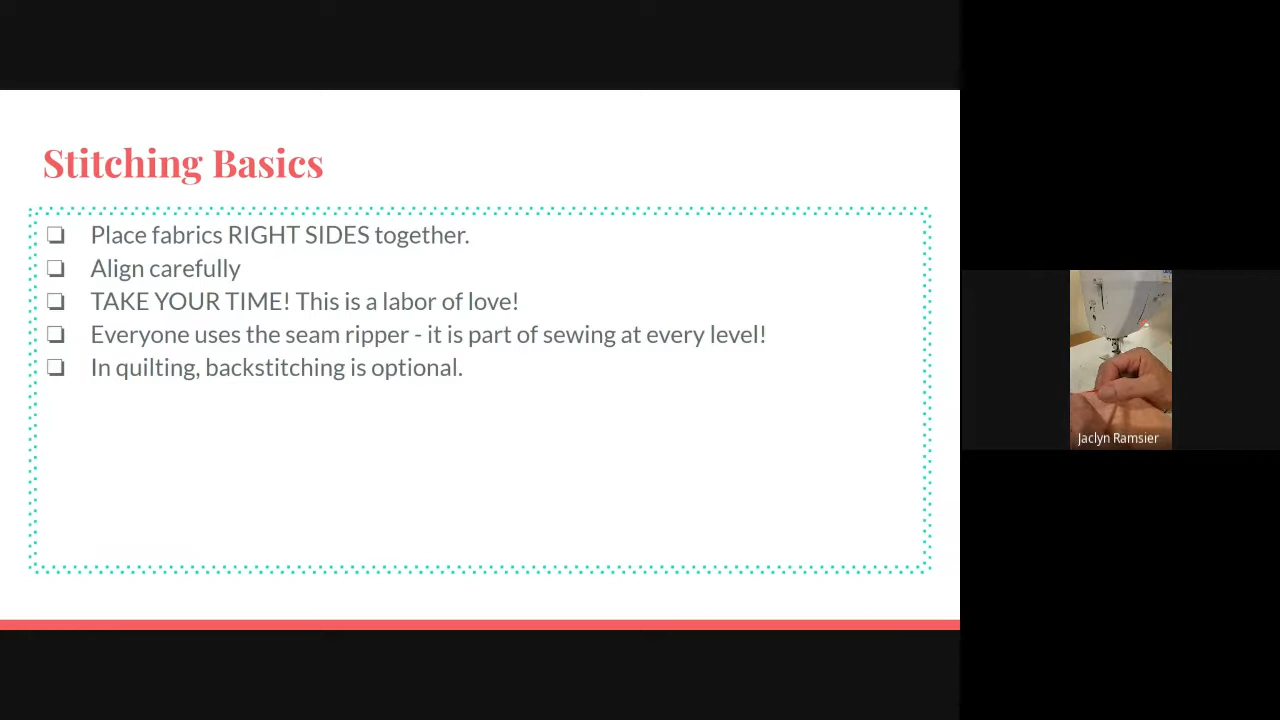 Stitching Basics
❏ Place fabrics RIGHT SIDES together.
❏ Align carefully
❏ TAKE YOUR TIME! This is a labor of love!
❏ Everyone uses the seam ripper - it is part of sewing at every level!
❏ In quilting, backstitching is optional.
Jaclyn Ramsier